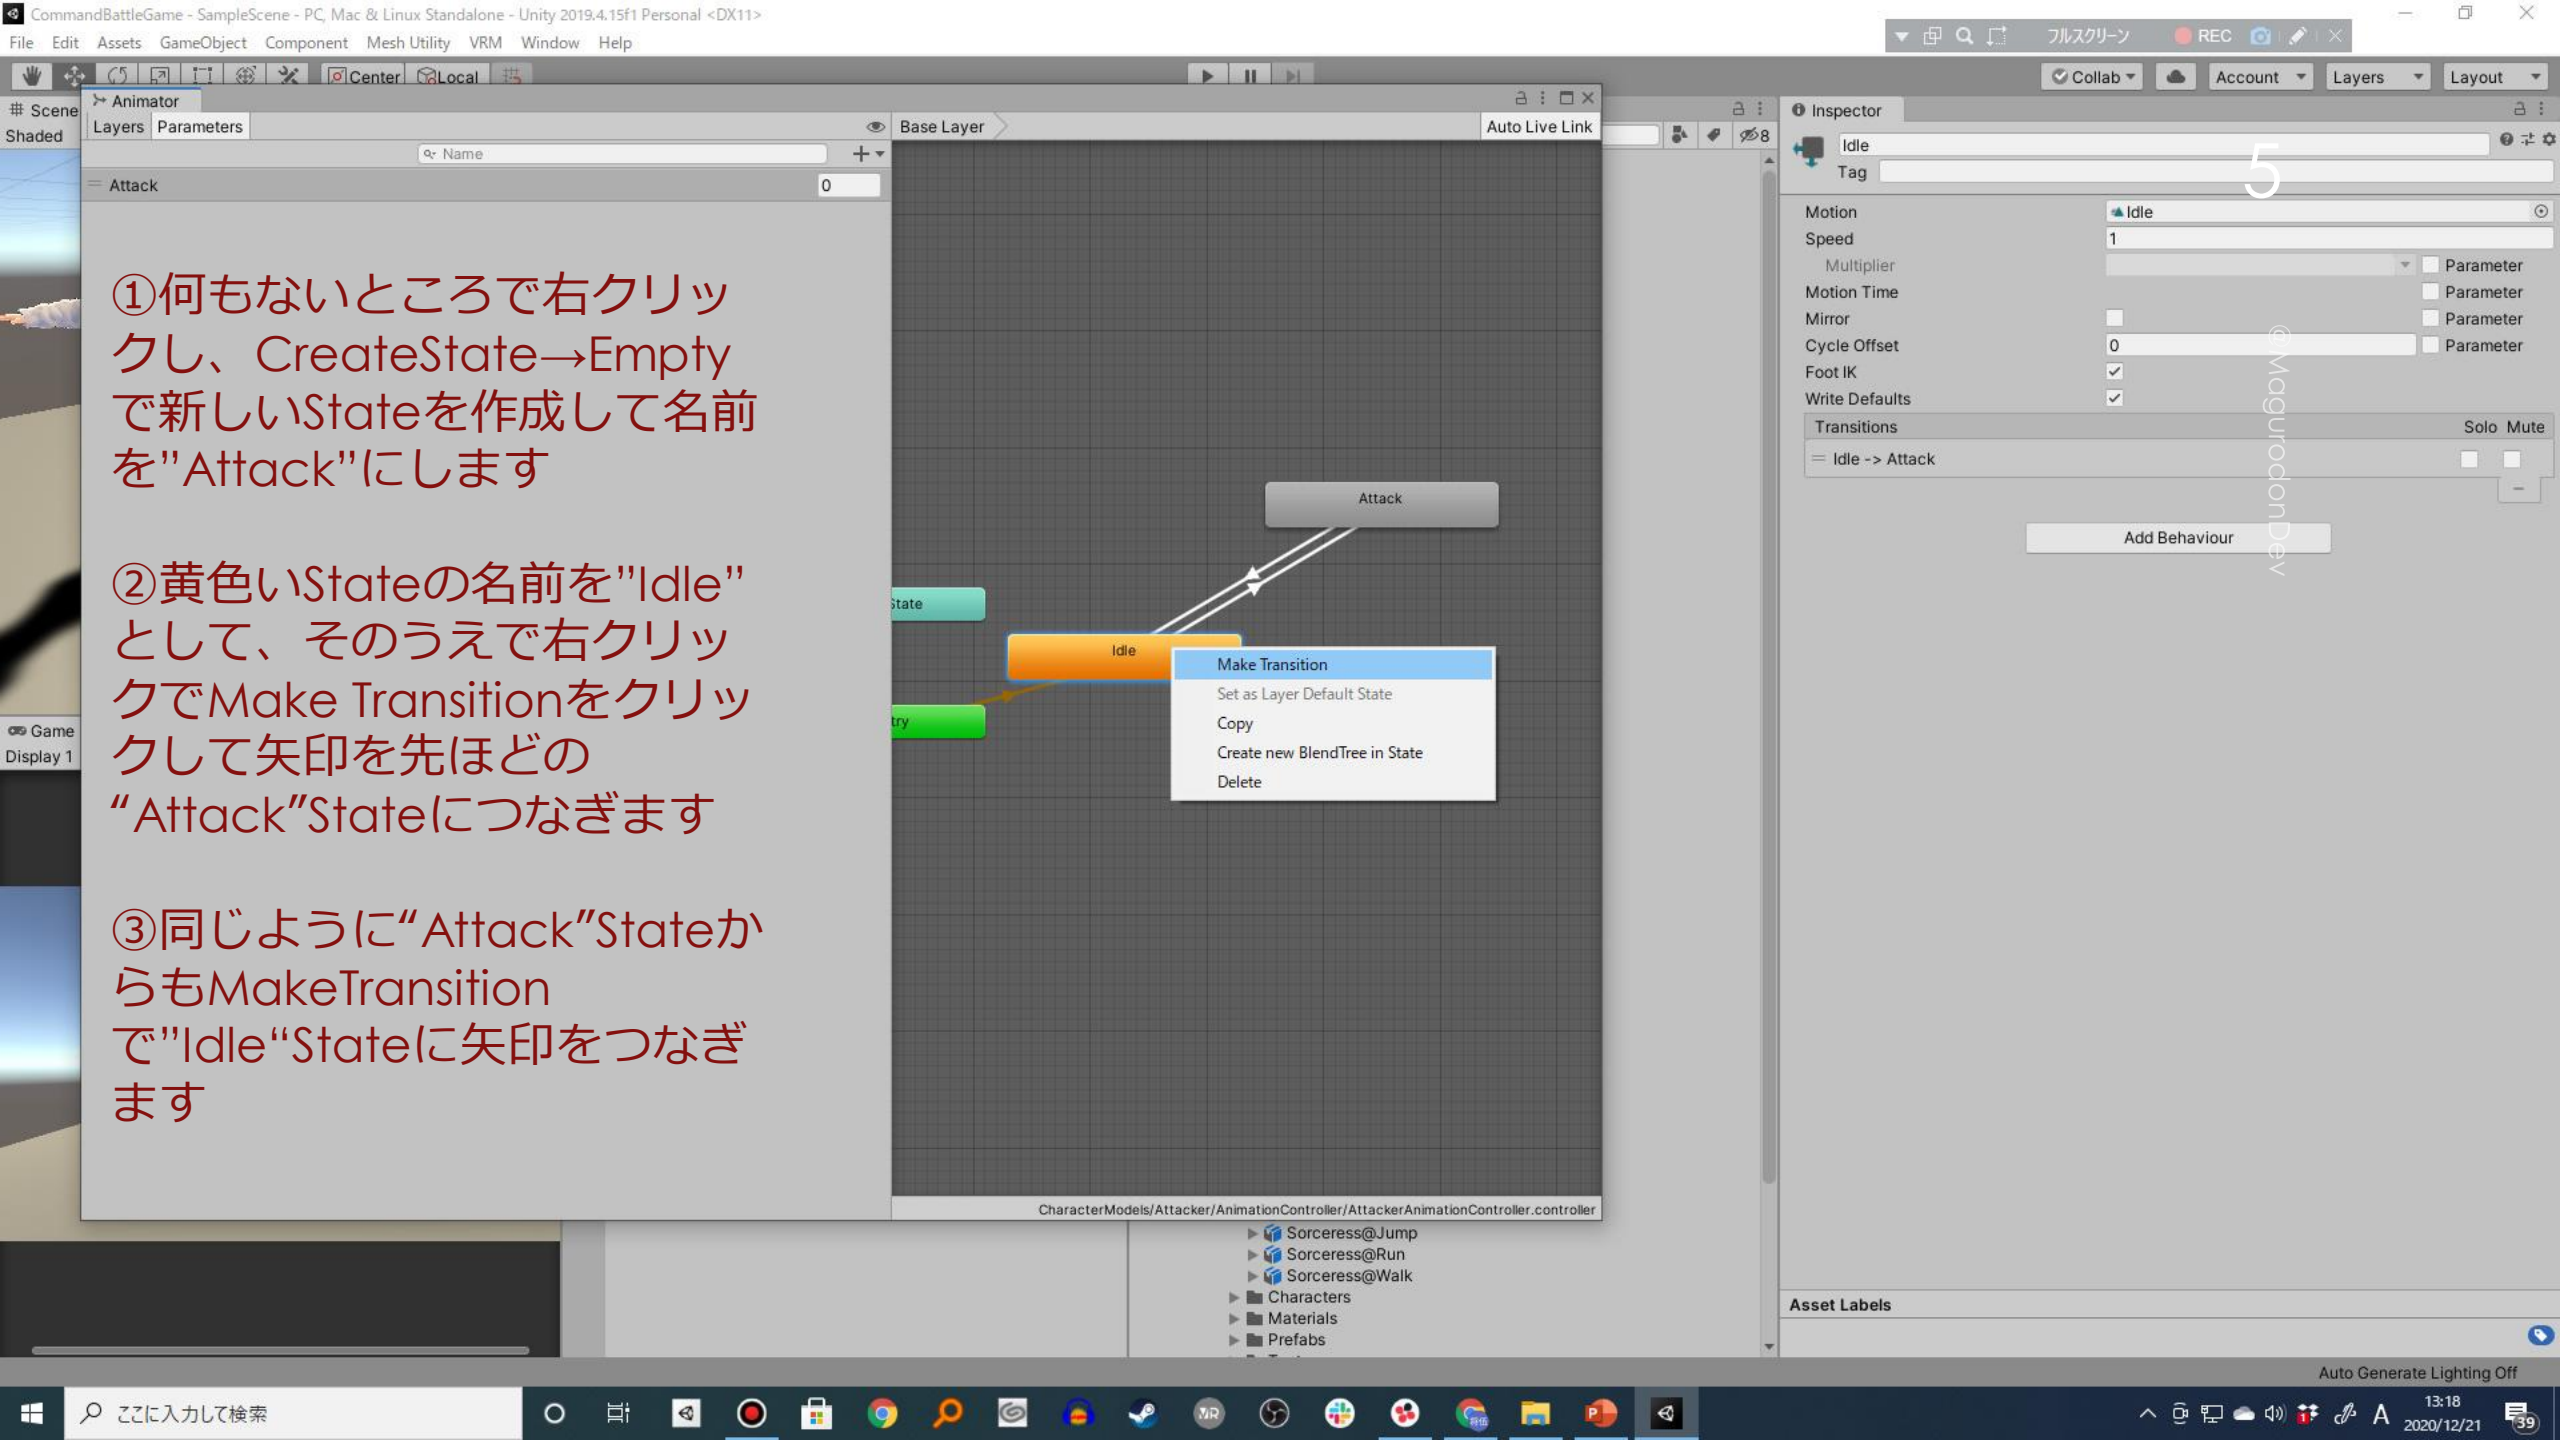 CommandBattleGame - SampleScene - PC, Mac & Linux Standalone - Unity 2019.4.15f1 Personal <DX11>
File Edit Assets GameObject Component Mesh Utility VRM Window Help
フルスクリーン REC
Center Local
Collab Account Layers Layout
Scene
Shaded
Animator
Layers Parameters
Base Layer
Auto Live Link
Name
Attack 0
8
①何もないところで右クリッ
クし、CreateState→Empty
で新しいStateを作成して名前
を”Attack”にします
②黄色いStateの名前を”Idle”
として、そのうえで右クリッ
クでMake Transitionをクリッ
クして矢印を先ほどの
“Attack”Stateにつなぎます
③同じように“Attack”Stateか
らもMakeTransition
で”Idle“Stateに矢印をつなぎ
ます
Attack
State
Idle
try
Make Transition
Set as Layer Default State
Copy
Create new BlendTree in State
Delete
CharacterModels/Attacker/AnimationController/AttackerAnimationController.controller
Game
Display 1
Sorceress@Jump
Sorceress@Run
Sorceress@Walk
Characters
Materials
Prefabs
Inspector
Idle
Tag
5
Motion Idle
Speed 1
Multiplier Parameter
Motion Time Parameter
Mirror Parameter
Cycle Offset 0 Parameter
Foot IK
Write Defaults
Transitions Solo Mute
Idle -> Attack
Add Behaviour
@MagurodonDev
Asset Labels
Auto Generate Lighting Off
ここに入力して検索
A
13:18
2020/12/21
39